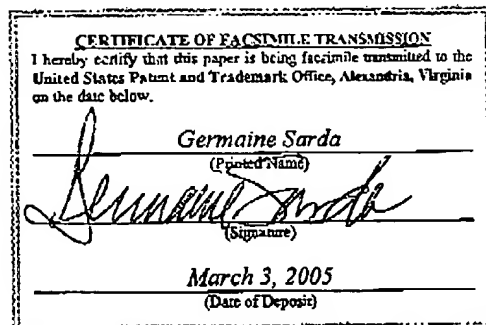 CERTIFICATE OF FACSIMILE TRANSMISSION
I hereby certify that this paper is being facsimile transmitted to the
United States Patent and Trademark Office, Alexandria, Virginia
on the date below.
Germaine Sarda
(Printed Name)
Germaine Sarda
(Signature)
March 3, 2005
(Date of Deposit)